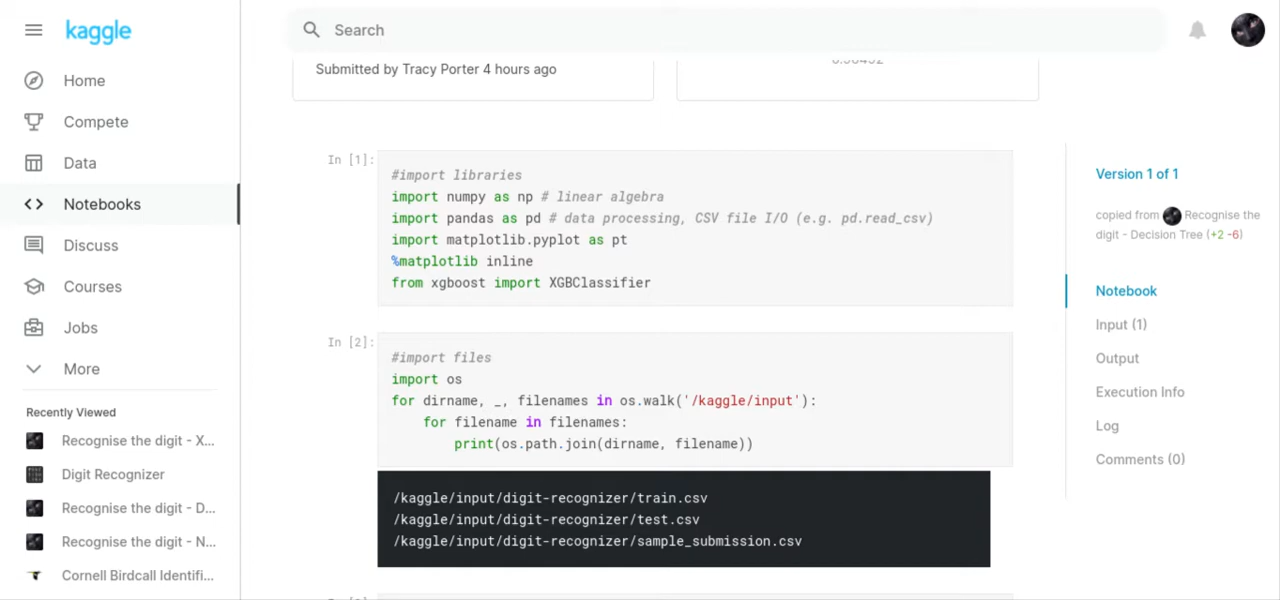 kaggle
Search
Home
Compete
Data
Notebooks
Discuss
Courses
Jobs
More
Recently Viewed
Recognise the digit - X...
Digit Recognizer
Recognise the digit - D...
Recognise the digit - N...
Cornell Birdcall Identifi...
Submitted by Tracy Porter 4 hours ago
In [1]:
#import libraries
import numpy as np # linear algebra
import pandas as pd # data processing, CSV file I/O (e.g. pd.read_csv)
import matplotlib.pyplot as pt
%matplotlib inline
from xgboost import XGBClassifier
In [2]:
#import files
import os
for dirname, _, filenames in os.walk('/kaggle/input'):
    for filename in filenames:
        print(os.path.join(dirname, filename))
/kaggle/input/digit-recognizer/train.csv
/kaggle/input/digit-recognizer/test.csv
/kaggle/input/digit-recognizer/sample_submission.csv
Version 1 of 1
copied from Recognise the
digit - Decision Tree (+2 -6)
Notebook
Input (1)
Output
Execution Info
Log
Comments (0)